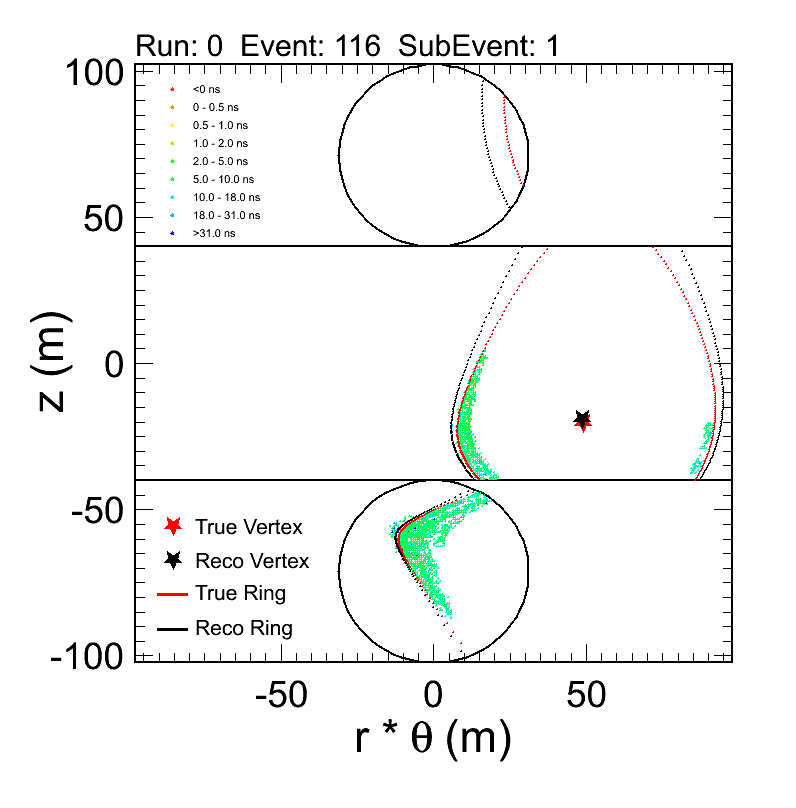 Run: 0 Event: 116 SubEvent: 1
100
<0 ns
0 - 0.5 ns
0.5 - 1.0 ns
1.0 - 2.0 ns
2.0 - 5.0 ns
5.0 - 10.0 ns
10.0 - 18.0 ns
18.0 - 31.0 ns
>31.0 ns
50
z (m)
0
-50
True Vertex
Reco Vertex
True Ring
Reco Ring
-100
-50 0 50
r * θ (m)